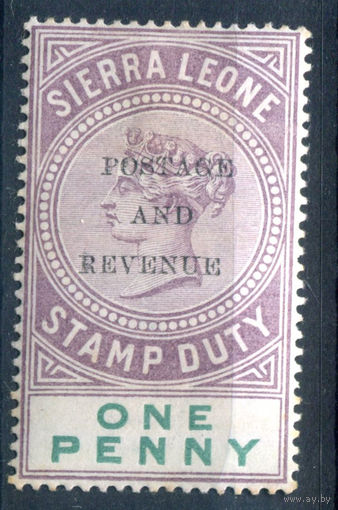 SIERRA LEONE
POSTAGE
AND
REVENUE
STAMP DUTY
ONE
PENNY
www.ay.by